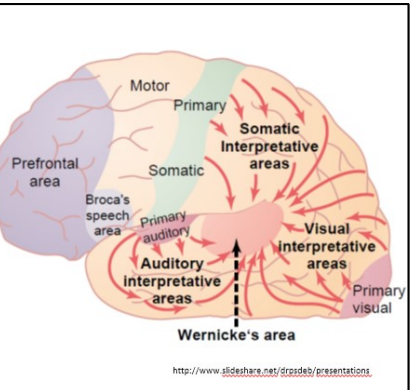 Motor
Primary
Somatic
Interpretative
areas
Prefrontal
area
Somatic
Broca's
speech
area
Primary
auditory
Visual
interpretative
areas
Auditory
interpretative
areas
Primary
visual
Wernicke's area
http://www.slideshare.net/drpsdeb/presentations